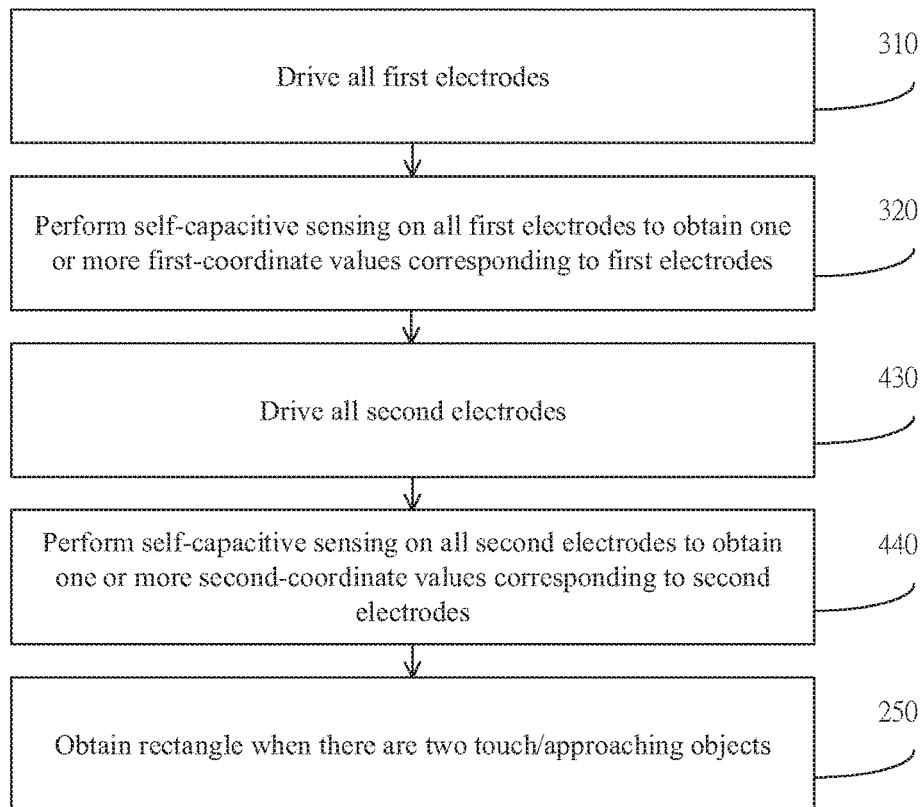 310
Drive all first electrodes
320
Perform self-capacitive sensing on all first electrodes to obtain one
or more first-coordinate values corresponding to first electrodes
430
Drive all second electrodes
440
Perform self-capacitive sensing on all second electrodes to obtain
one or more second-coordinate values corresponding to second
electrodes
250
Obtain rectangle when there are two touch/approaching objects